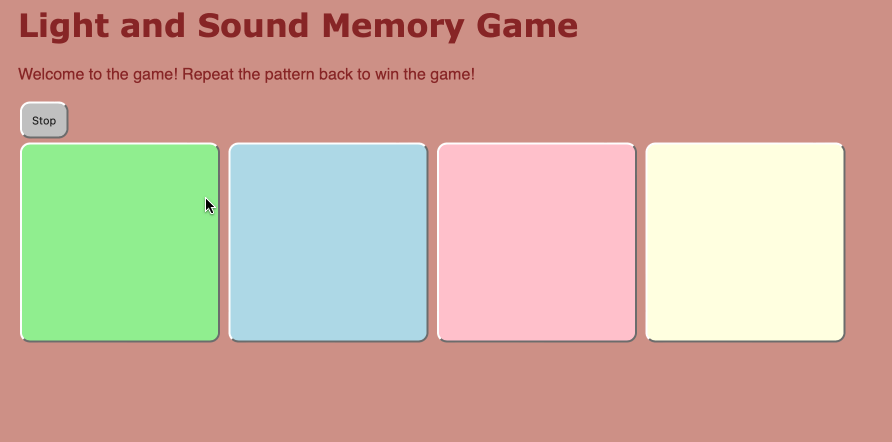 Light and Sound Memory Game
Welcome to the game! Repeat the pattern back to win the game!
Stop